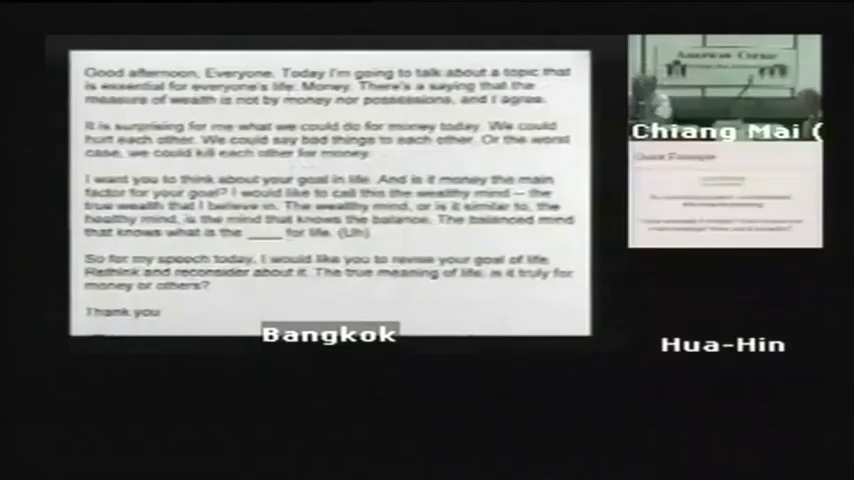 Good afternoon, Everyone. Today I'm going to talk about a topic that
is essential for everyone's life: Money. There's a saying that the
measure of wealth is not by money nor possessions, and I agree.
It is surprising for me what we could do for money today. We could
hurt each other. We could say bad things to each other. Or the worst
case, we could kill each other for money.
I want you to think about your goal in life. And is it money the main
factor for your goal? I would like to call this the wealthy mind – the
true wealth that I believe in. The wealthy mind, or is it similar to, the
healthy mind, is the mind that knows the balance. The balanced mind
that knows what is the ____ for life. (Uh)
So for my speech today, I would like you to revise your goal of life.
Rethink and reconsider about it. The true meaning of life, is it truly for
money or others?
Thank you
Bangkok
American Corner
Chiang Mai (
Hua-Hin